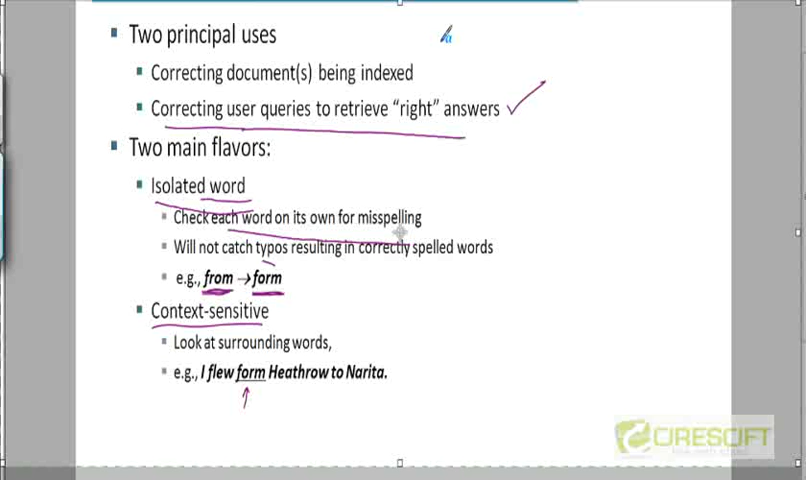 Two principal uses
Correcting document(s) being indexed
Correcting user queries to retrieve “right” answers
Two main flavors:
Isolated word
Check each word on its own for misspelling
Will not catch typos resulting in correctly spelled words
e.g., from → form
Context-sensitive
Look at surrounding words,
e.g., I flew form Heathrow to Narita.